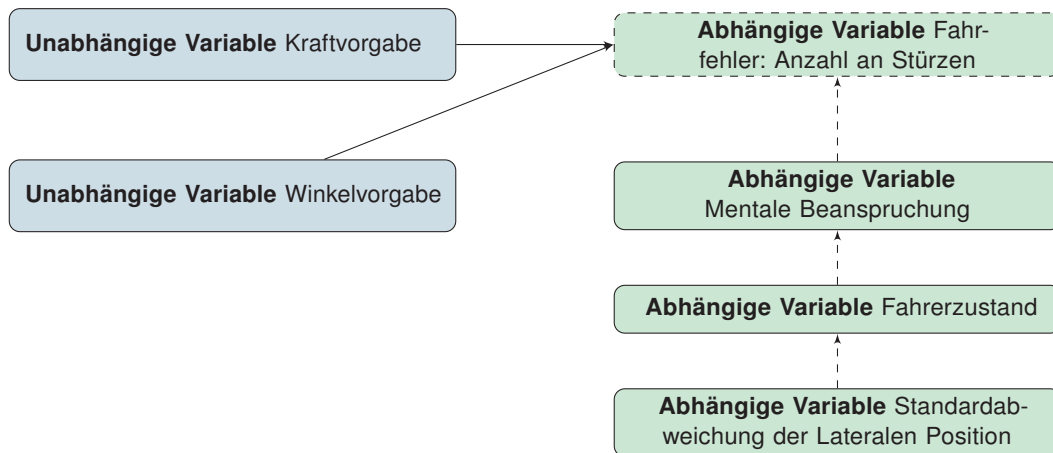 Unabhängige Variable Kraftvorgabe
Abhängige Variable Fahr-
fehler: Anzahl an Stürzen
Unabhängige Variable Winkelvorgabe
Abhängige Variable
Mentale Beanspruchung
Abhängige Variable Fahrerzustand
Abhängige Variable Standardab-
weichung der Lateralen Position